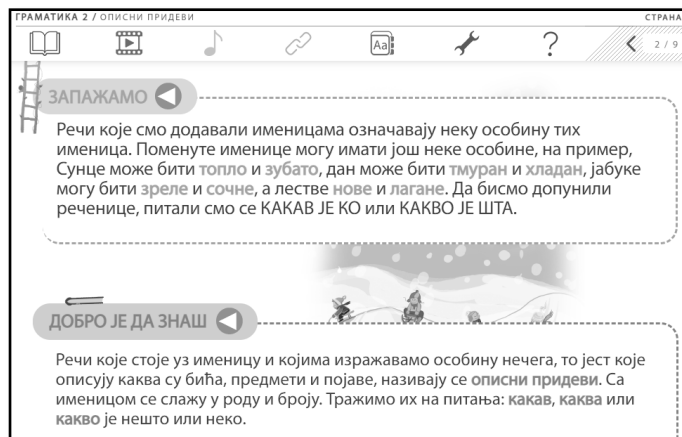 ГРАМАТИКА 2 / ОПИСНИ ПРИДЕВИ
СТРАНА
Aa
?
2 / 9
ЗАПАЖАМО
Речи које смо додавали именицама означавају неку особину тих
именица. Поменуте именице могу имати још неке особине, на пример,
Сунце може бити топло и зубато, дан може бити тмуран и хладан, јабуке
могу бити зреле и сочне, а лестве нове и лагане. Да бисмо допунили
реченице, питали смо се КАКАВ ЈЕ КО или КАКВО ЈЕ ШТА.
ДОБРО ЈЕ ДА ЗНАШ
Речи које стоје уз именицу и којима изражавамо особину нечега, то јест које
описују каква су бића, предмети и појаве, називају се описни придеви. Са
именицом се слажу у роду и броју. Тражимо их на питања: какав, каква или
какво је нешто или неко.